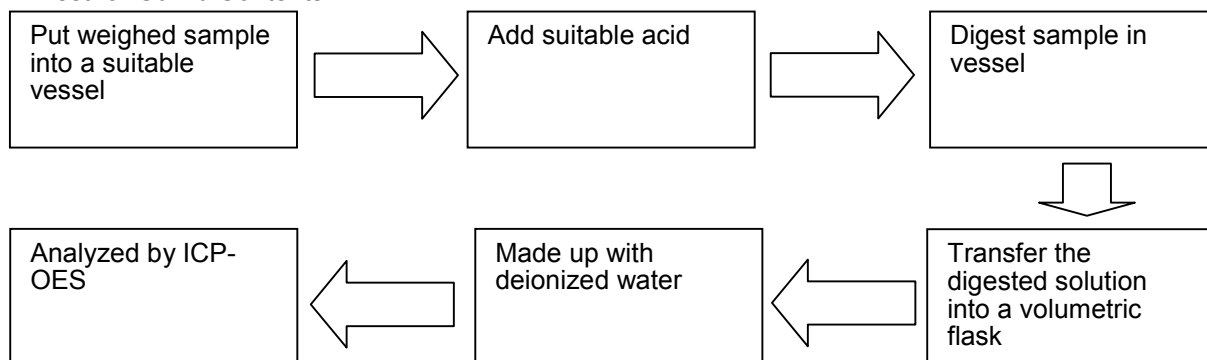 Put weighed sample
into a suitable
vessel
Add suitable acid
Digest sample in
vessel
Transfer the
digested solution
into a volumetric
flask
Made up with
deionized water
Analyzed by ICP-
OES